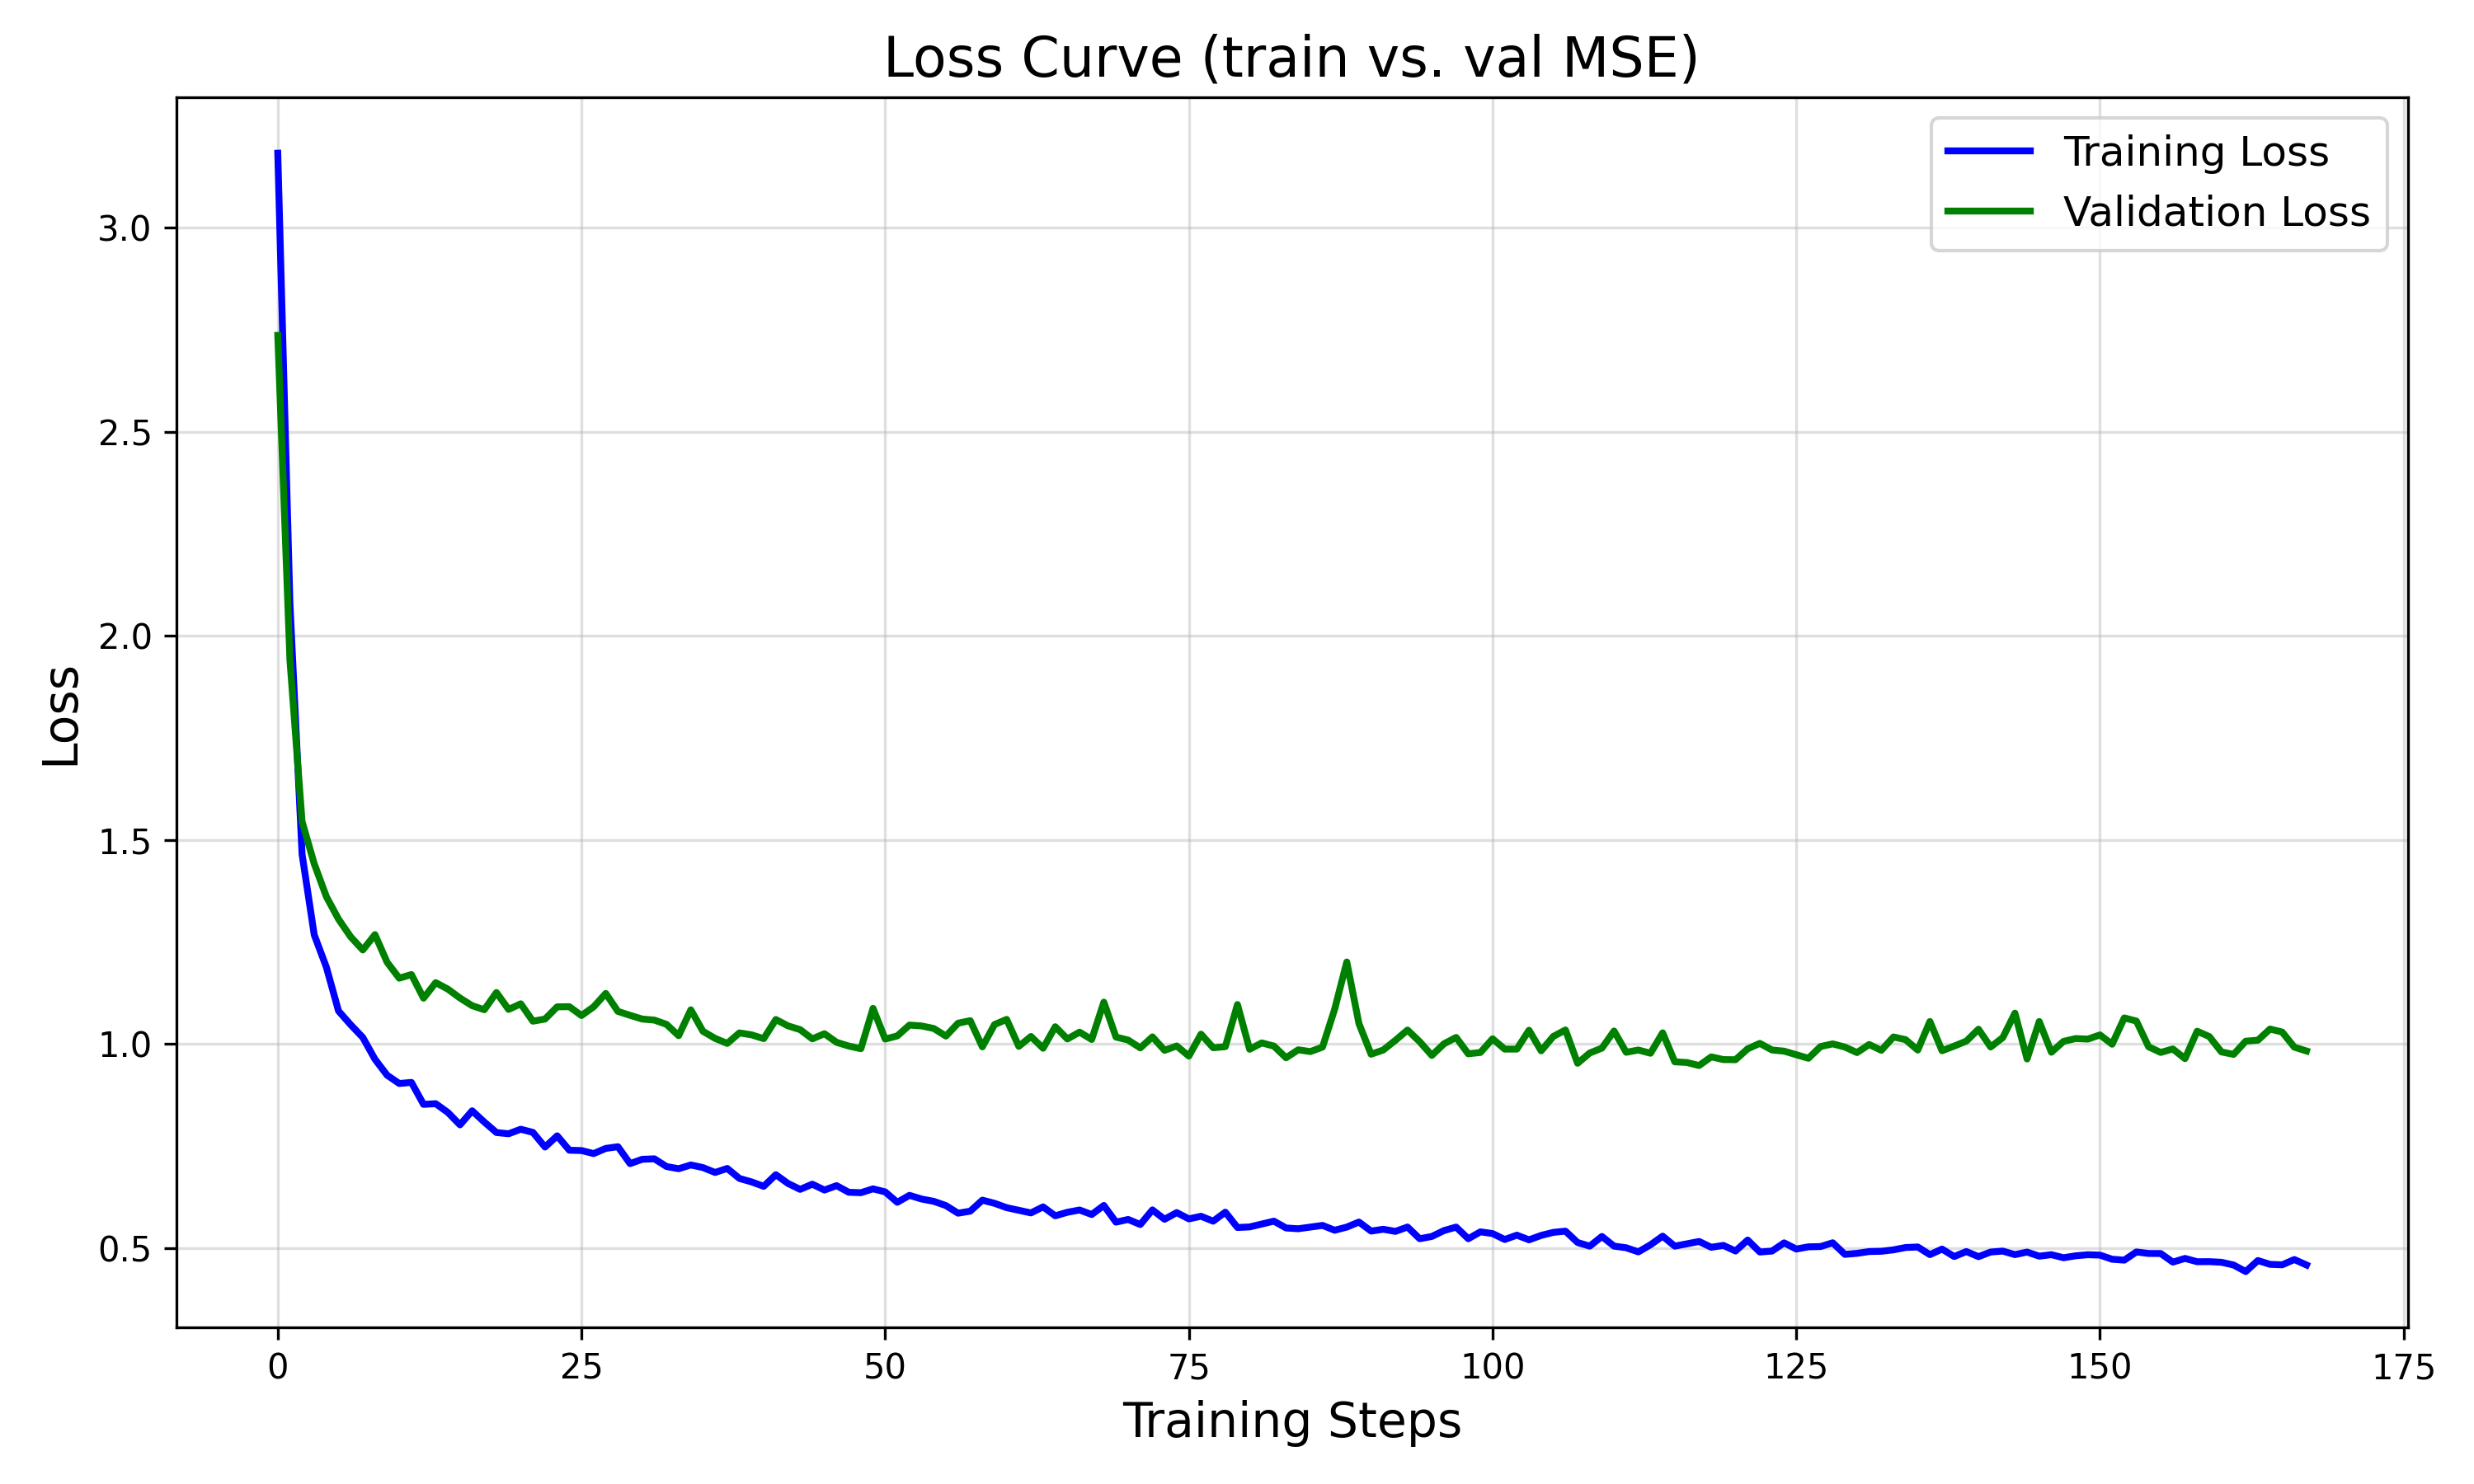 Loss Curve (train vs. val MSE)
Training Loss
Validation Loss
3.0
2.5
2.0
1.5
1.0
0.5
Loss
0 25 50 75 100 125 150 175
Training Steps